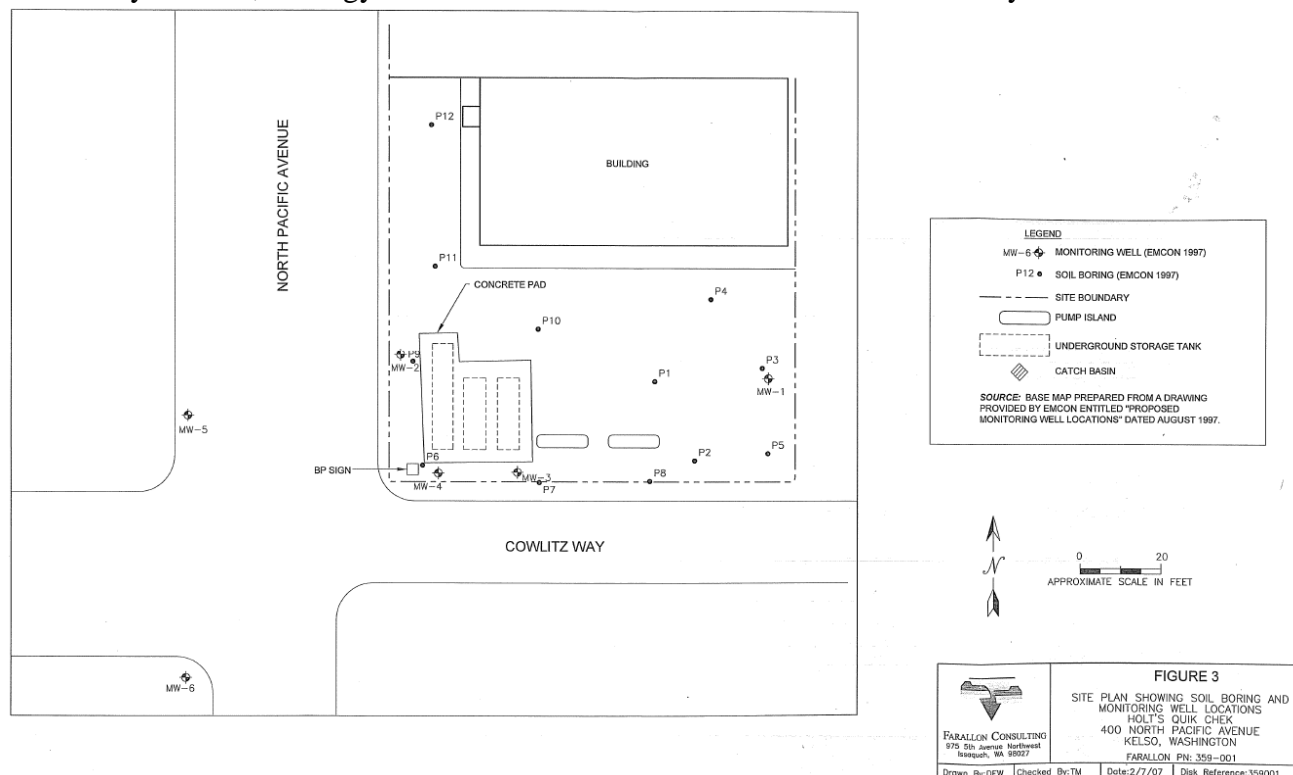 NORTH PACIFIC AVENUE
P12
BUILDING
P11
CONCRETE PAD
P4
P10
P9
MW-2
P3
MW-1
P1
MW-5
P6
BP SIGN
MW-4
MW-3
P7
P8
P2
P5
COWLITZ WAY
MW-6
LEGEND
MW-6 MONITORING WELL (EMCON 1997)
P12 SOIL BORING (EMCON 1997)
SITE BOUNDARY
PUMP ISLAND
UNDERGROUND STORAGE TANK
CATCH BASIN
SOURCE: BASE MAP PREPARED FROM A DRAWING
PROVIDED BY EMCON ENTITLED "PROPOSED
MONITORING WELL LOCATIONS" DATED AUGUST 1997.
N
0 20
APPROXIMATE SCALE IN FEET
FARALLON CONSULTING
975 5th Avenue Northwest
Issaquah, WA 98027
FIGURE 3
SITE PLAN SHOWING SOIL BORING AND
MONITORING WELL LOCATIONS
HOLT'S QUIK CHEK
400 NORTH PACIFIC AVENUE
KELSO, WASHINGTON
FARALLON PN: 359-001
Drawn By: DEW Checked By: TM Date: 2/7/07 Disk Reference: 359001